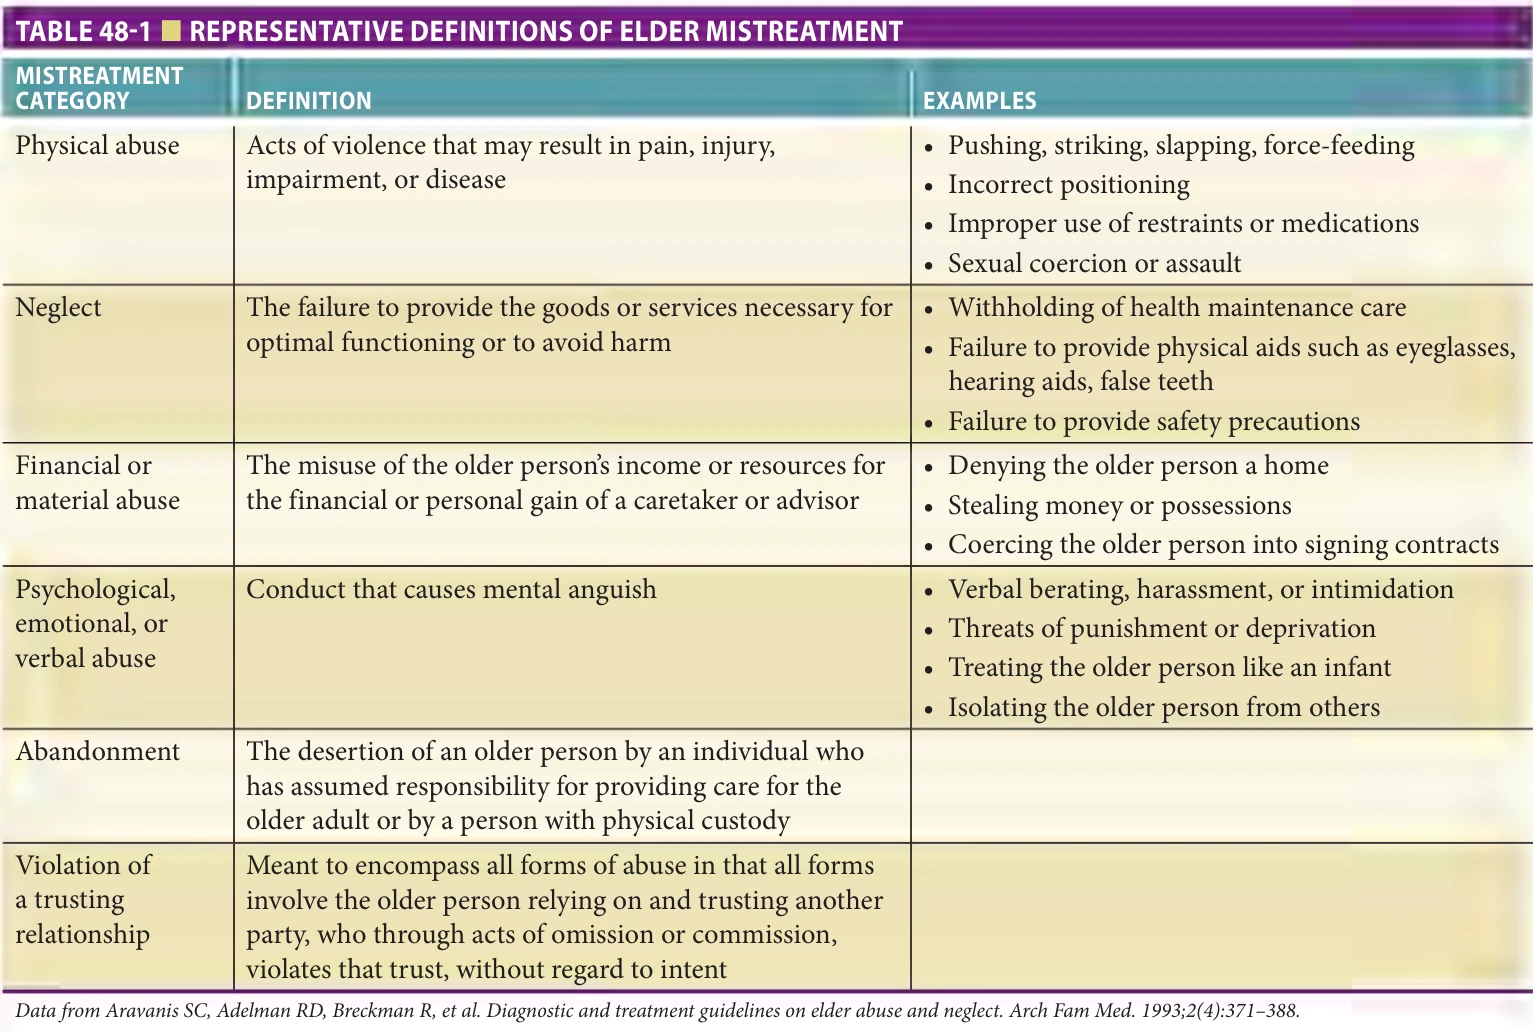 TABLE 48-1 ■ REPRESENTATIVE DEFINITIONS OF ELDER MISTREATMENT
MISTREATMENT
CATEGORY
DEFINITION
EXAMPLES
Physical abuse
Acts of violence that may result in pain, injury,
impairment, or disease
• Pushing, striking, slapping, force-feeding
• Incorrect positioning
• Improper use of restraints or medications
• Sexual coercion or assault
Neglect
The failure to provide the goods or services necessary for
optimal functioning or to avoid harm
• Withholding of health maintenance care
• Failure to provide physical aids such as eyeglasses,
hearing aids, false teeth
• Failure to provide safety precautions
Financial or
material abuse
The misuse of the older person’s income or resources for
the financial or personal gain of a caretaker or advisor
• Denying the older person a home
• Stealing money or possessions
• Coercing the older person into signing contracts
Psychological,
emotional, or
verbal abuse
Conduct that causes mental anguish
• Verbal berating, harassment, or intimidation
• Threats of punishment or deprivation
• Treating the older person like an infant
• Isolating the older person from others
Abandonment
The desertion of an older person by an individual who
has assumed responsibility for providing care for the
older adult or by a person with physical custody
Violation of
a trusting
relationship
Meant to encompass all forms of abuse in that all forms
involve the older person relying on and trusting another
party, who through acts of omission or commission,
violates that trust, without regard to intent
Data from Aravanis SC, Adelman RD, Breckman R, et al. Diagnostic and treatment guidelines on elder abuse and neglect. Arch Fam Med. 1993;2(4):371–388.